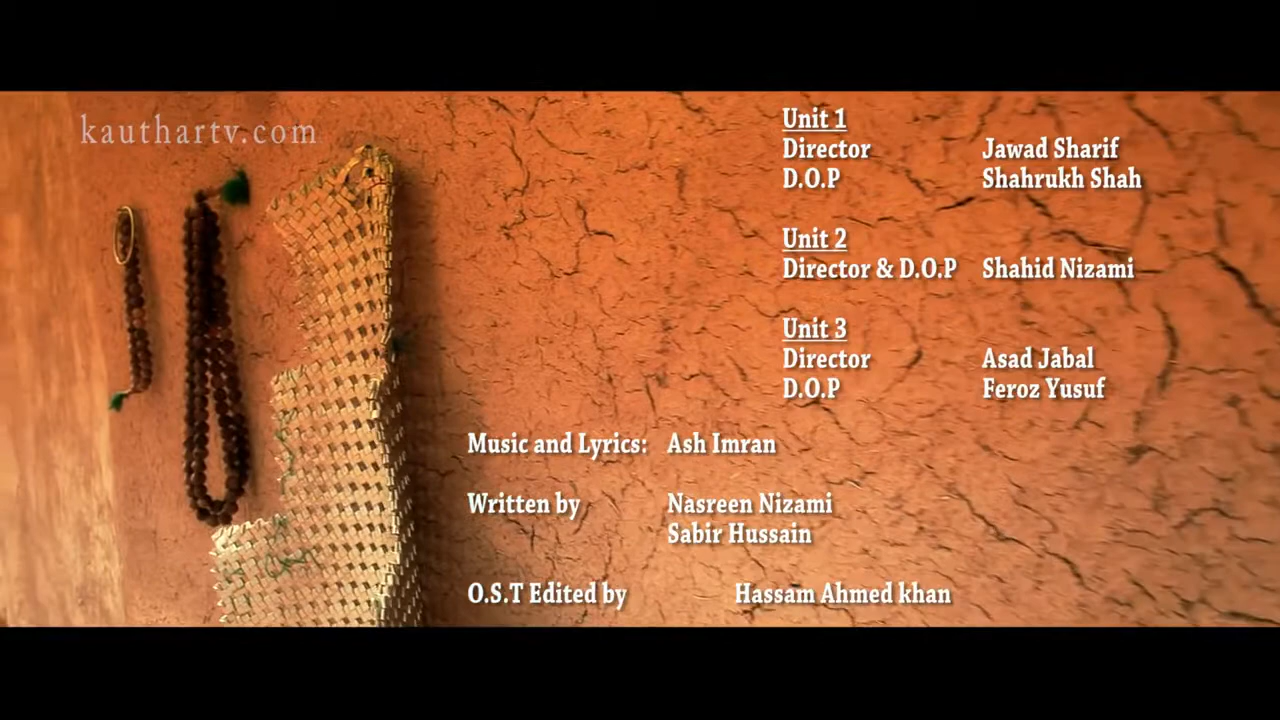 kauthartv.com
Unit 1
Director Jawad Sharif
D.O.P Shahrukh Shah
Unit 2
Director & D.O.P Shahid Nizami
Unit 3
Director Asad Jabal
D.O.P Feroz Yusuf
Music and Lyrics: Ash Imran
Written by Nasreen Nizami
Sabir Hussain
O.S.T Edited by Hassam Ahmed khan